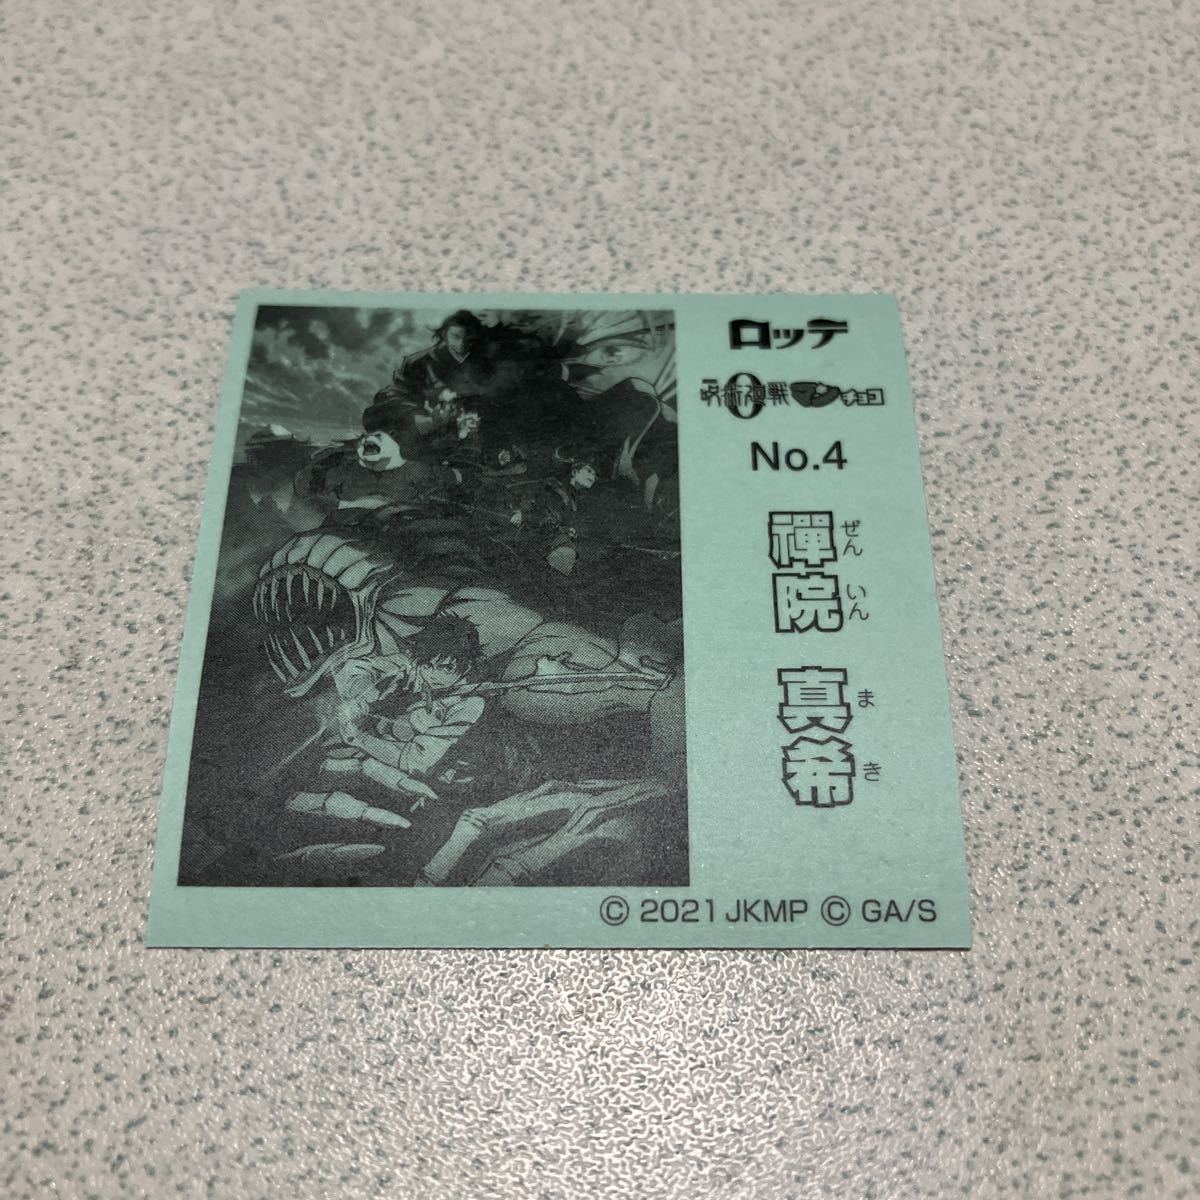 ロッテ
呪術廻戦0マンチョコ
No.4
禪院 真希
ぜん いん ま き
© 2021 JKMP © GA/S